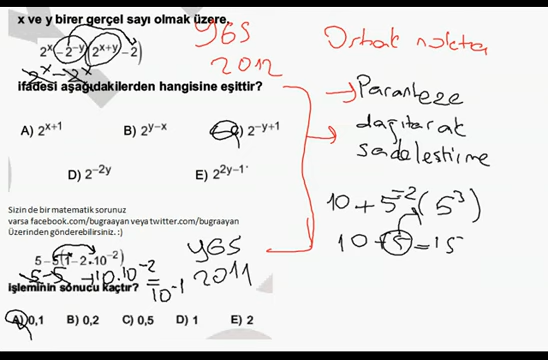 x ve y birer gerçel sayı olmak üzere,
YGS 2012
2^x-2^-y(2^x+y-2)
2^x-2^x
ifadesi aşağıdakilerden hangisine eşittir?
A) 2^x+1 B) 2^y-x C) 2^-y+1
D) 2^-2y E) 2^2y-1
Ortak nokta
→ Paranteze
→ dağıtarak
sadeleştirme
10+5^-2(5^3)
10+5=15
Sizin de bir matematik sorunuz
varsa facebook.com/bugraayan veya twitter.com/bugraayan
Üzerinden gönderebilirsiniz. :)
YGS 2011
5-5(1-2.10^-2)
5-5+10.10^-2
=10^-1
işleminin sonucu kaçtır?
A) 0,1 B) 0,2 C) 0,5 D) 1 E) 2